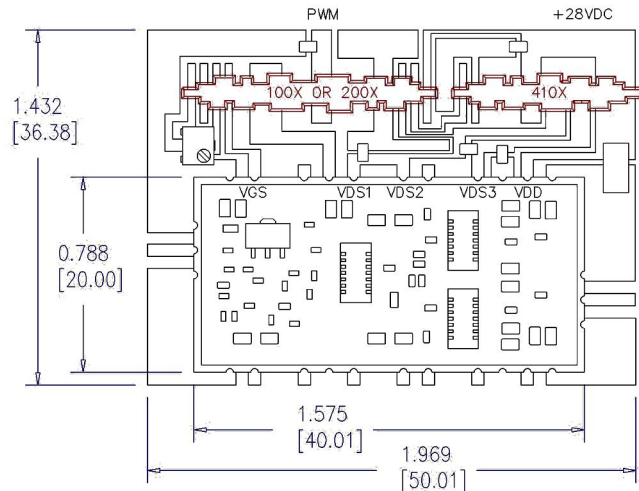 PWM +28VDC
100X 0R 200X 410X
1.432
[36.38]
VGS VDS1 VDS2 VDS3 VDD
0.788
[20.00]
1.575
[40.01]
1.969
[50.01]